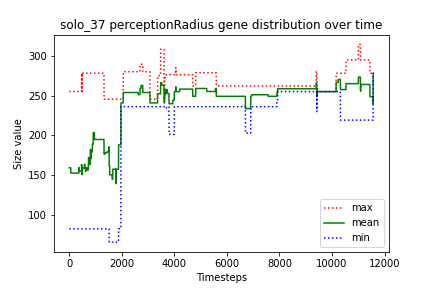 solo_37 perceptionRadius gene distribution over time
Size value
300
250
200
150
100
0
2000
4000
6000
8000
10000
12000
Timesteps
max
mean
min